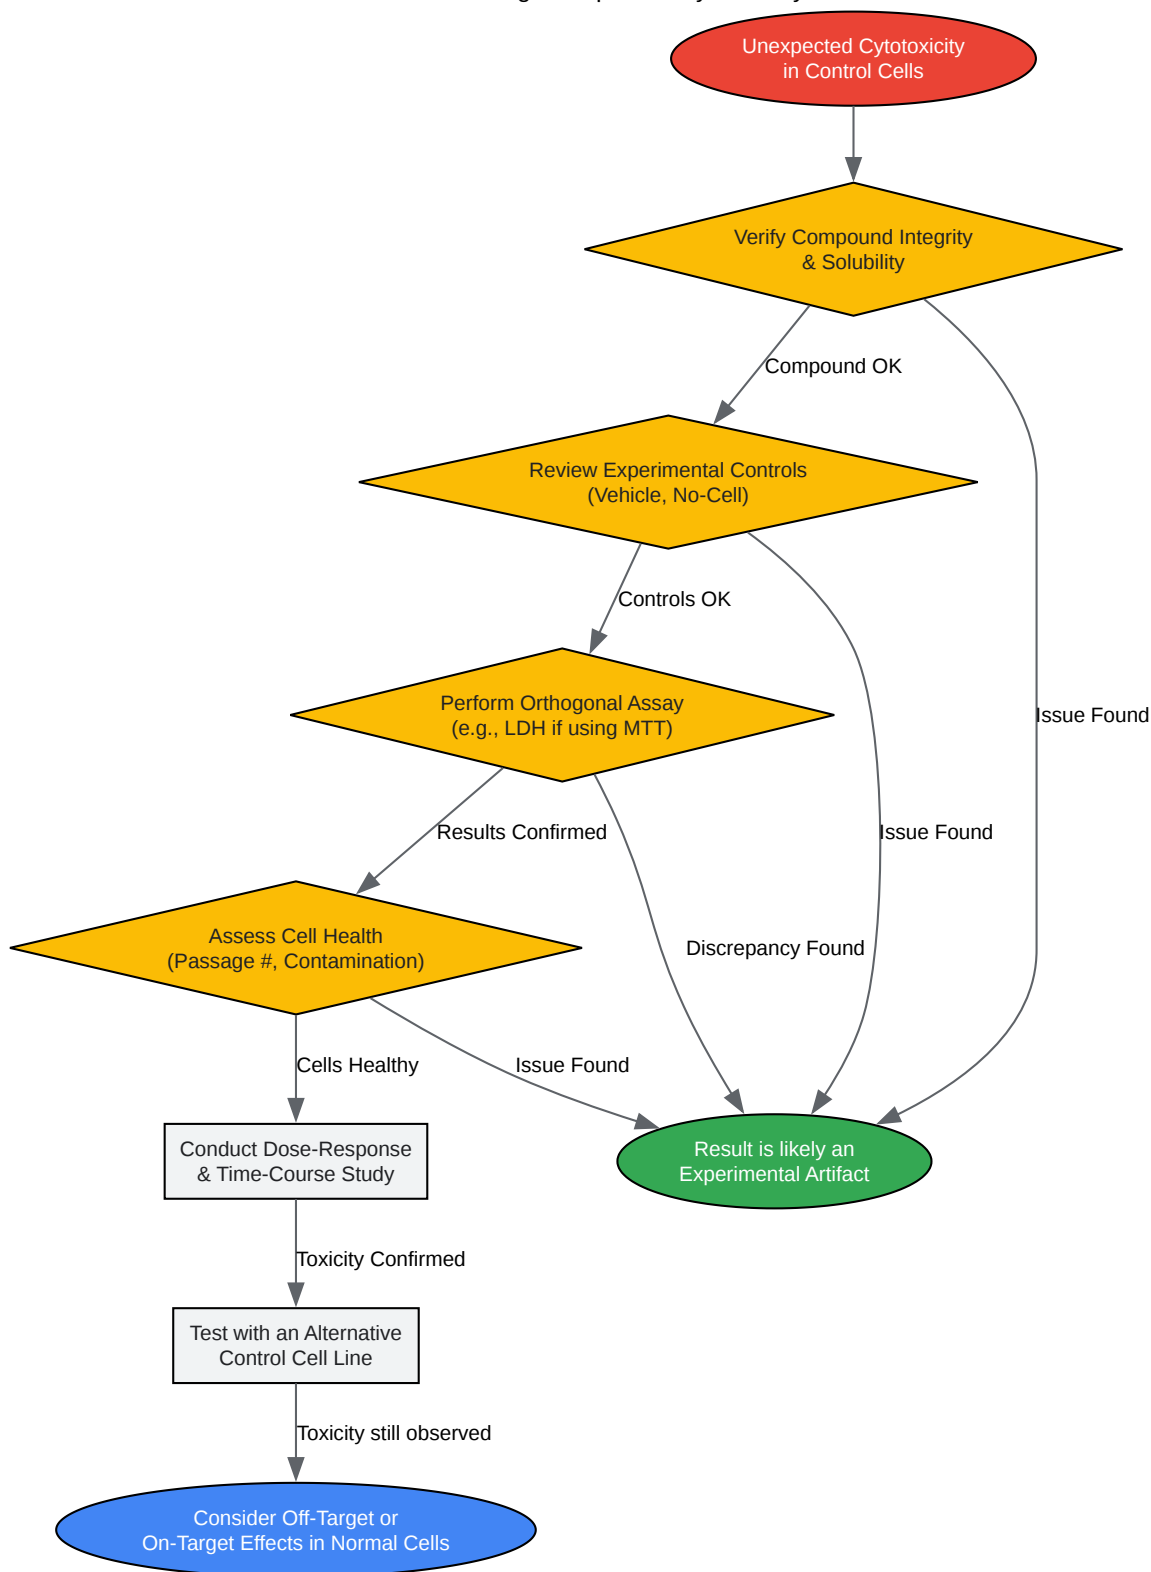 Unexpected Cytotoxicity
in Control Cells
Verify Compound Integrity
& Solubility
Compound OK
Review Experimental Controls
(Vehicle, No-Cell)
Controls OK
Perform Orthogonal Assay
(e.g., LDH if using MTT)
Issue Found
Results Confirmed
Issue Found
Assess Cell Health
(Passage #, Contamination)
Discrepancy Found
Cells Healthy
Issue Found
Conduct Dose-Response
& Time-Course Study
Result is likely an
Experimental Artifact
Toxicity Confirmed
Test with an Alternative
Control Cell Line
Toxicity still observed
Consider Off-Target or
On-Target Effects in Normal Cells